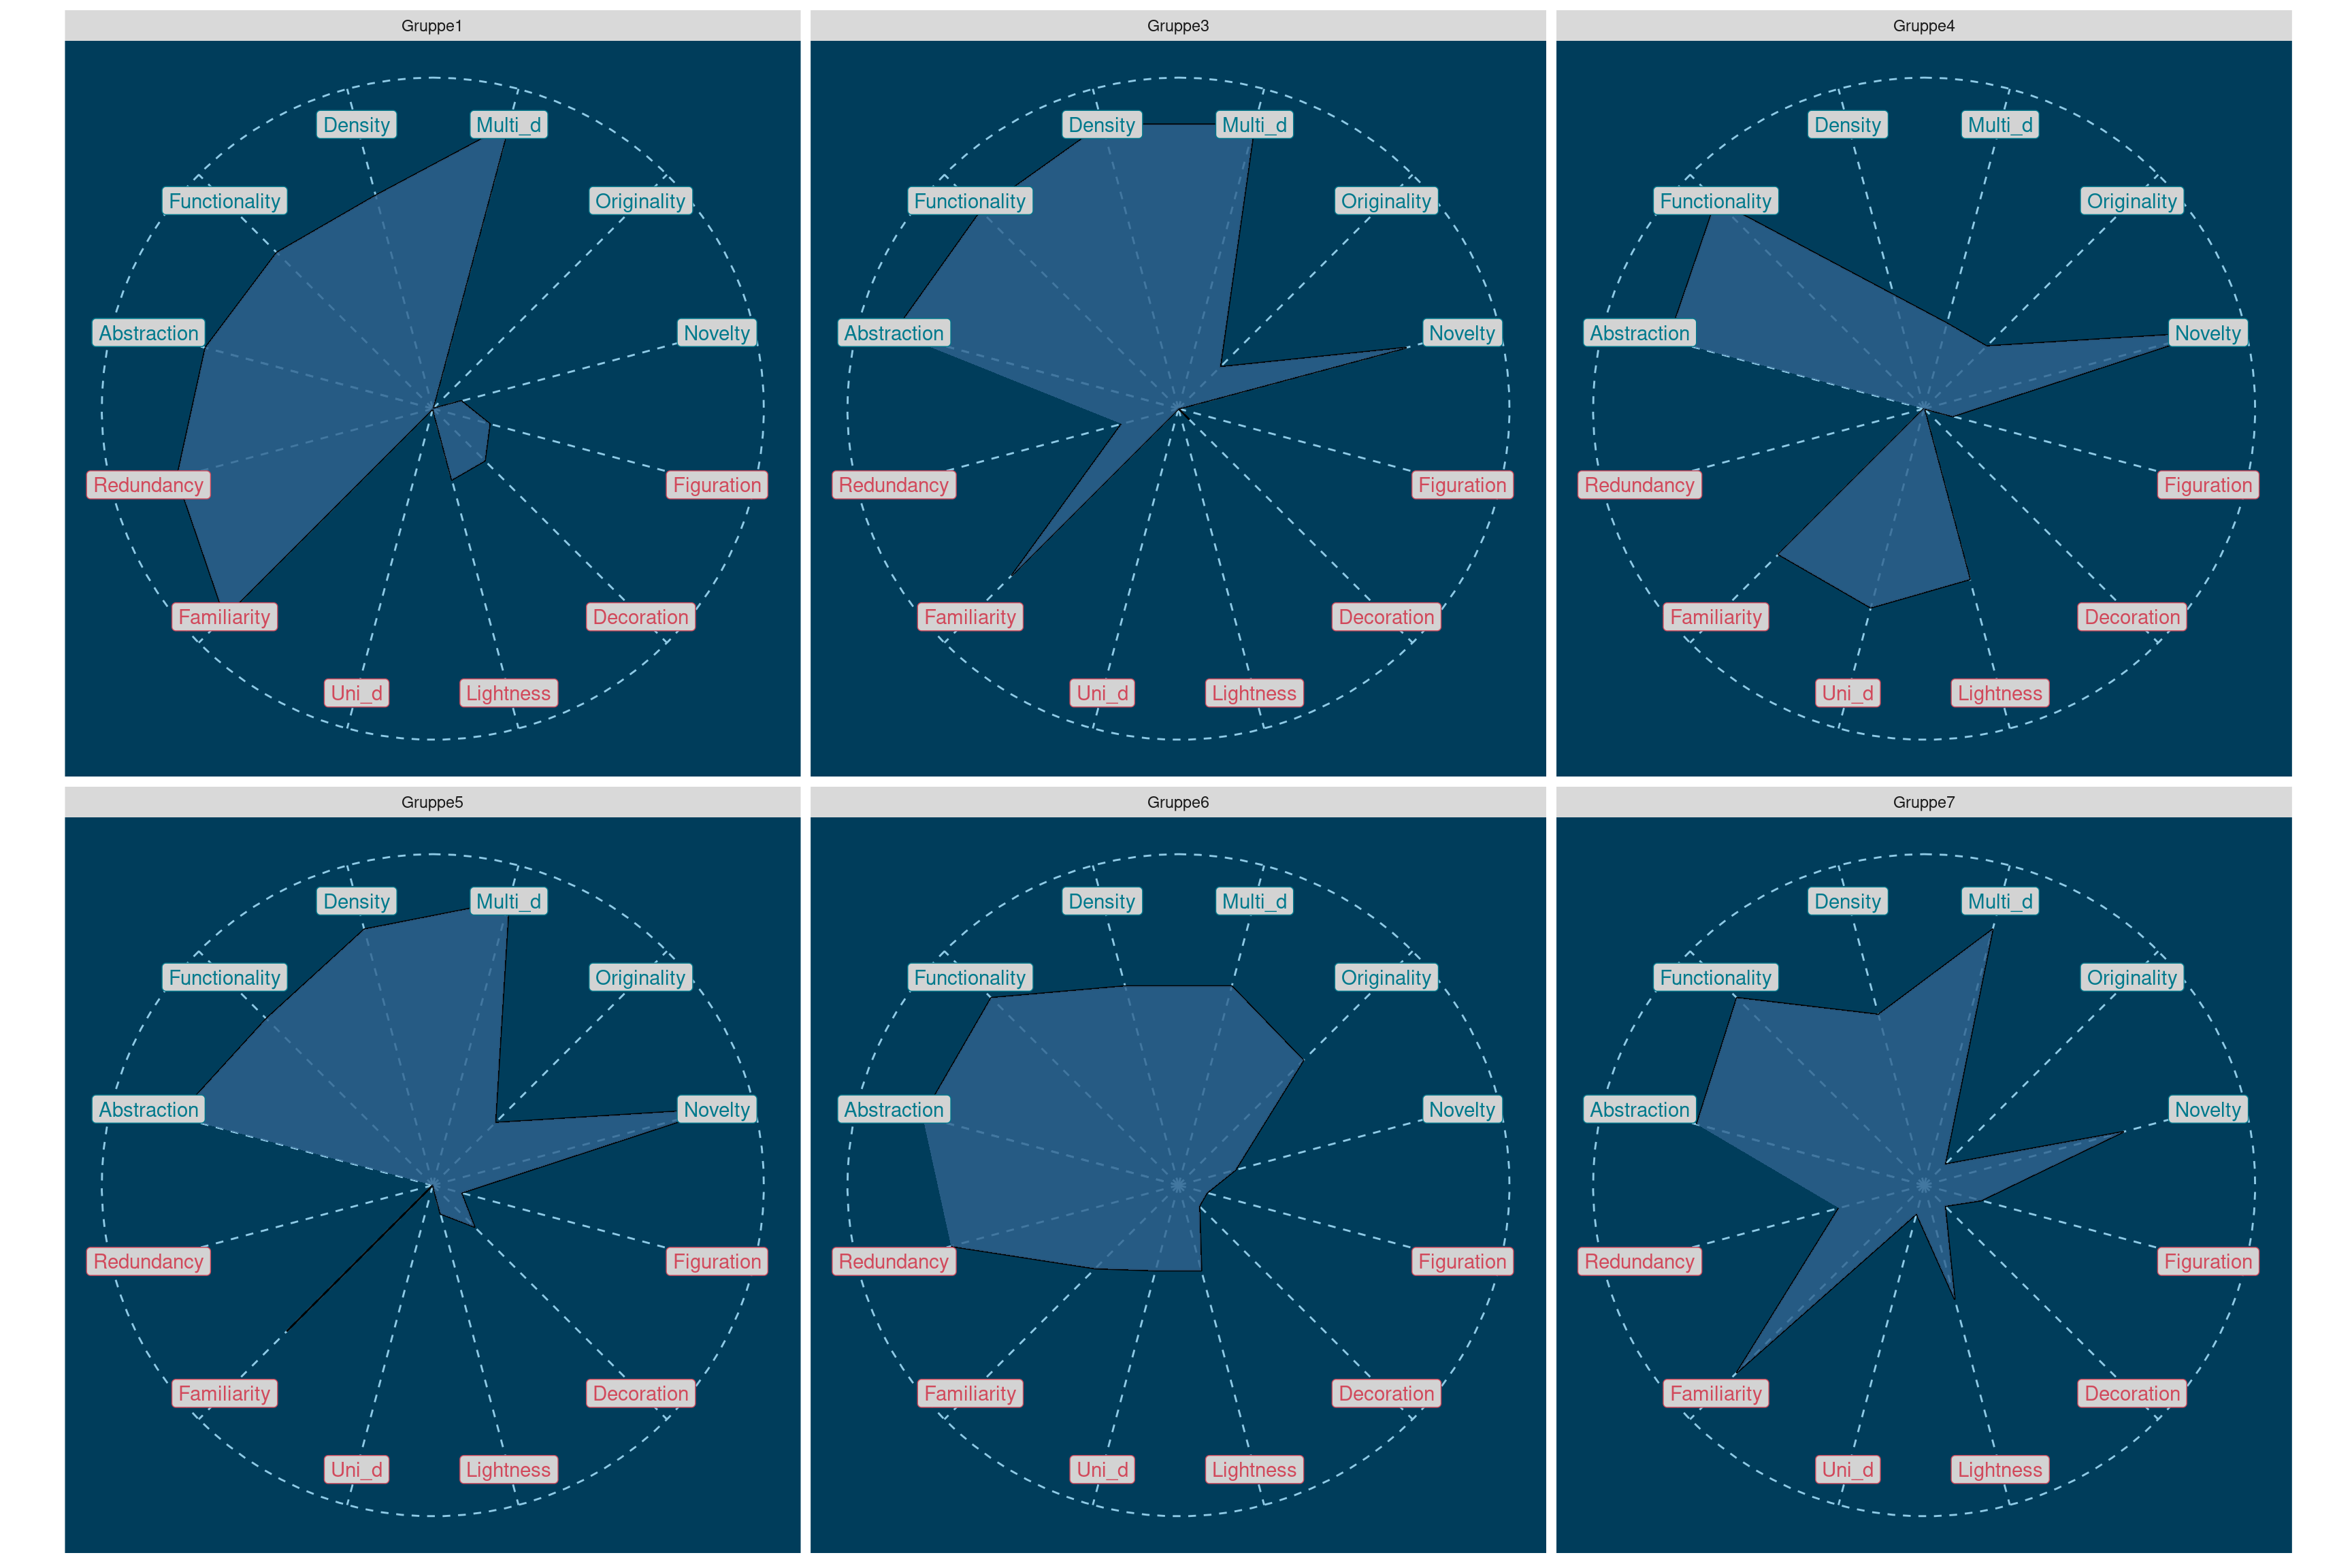 Gruppe1
Density
Multi_d
Functionality
Originality
Abstraction
Novelty
Redundancy
Figuration
Familiarity
Decoration
Uni_d
Lightness
Gruppe3
Density
Multi_d
Functionality
Originality
Abstraction
Novelty
Redundancy
Figuration
Familiarity
Decoration
Uni_d
Lightness
Gruppe4
Density
Multi_d
Functionality
Originality
Abstraction
Novelty
Redundancy
Figuration
Familiarity
Decoration
Uni_d
Lightness
Gruppe5
Density
Multi_d
Functionality
Originality
Abstraction
Novelty
Redundancy
Figuration
Familiarity
Decoration
Uni_d
Lightness
Gruppe6
Density
Multi_d
Functionality
Originality
Abstraction
Novelty
Redundancy
Figuration
Familiarity
Decoration
Uni_d
Lightness
Gruppe7
Density
Multi_d
Functionality
Originality
Abstraction
Novelty
Redundancy
Figuration
Familiarity
Decoration
Uni_d
Lightness